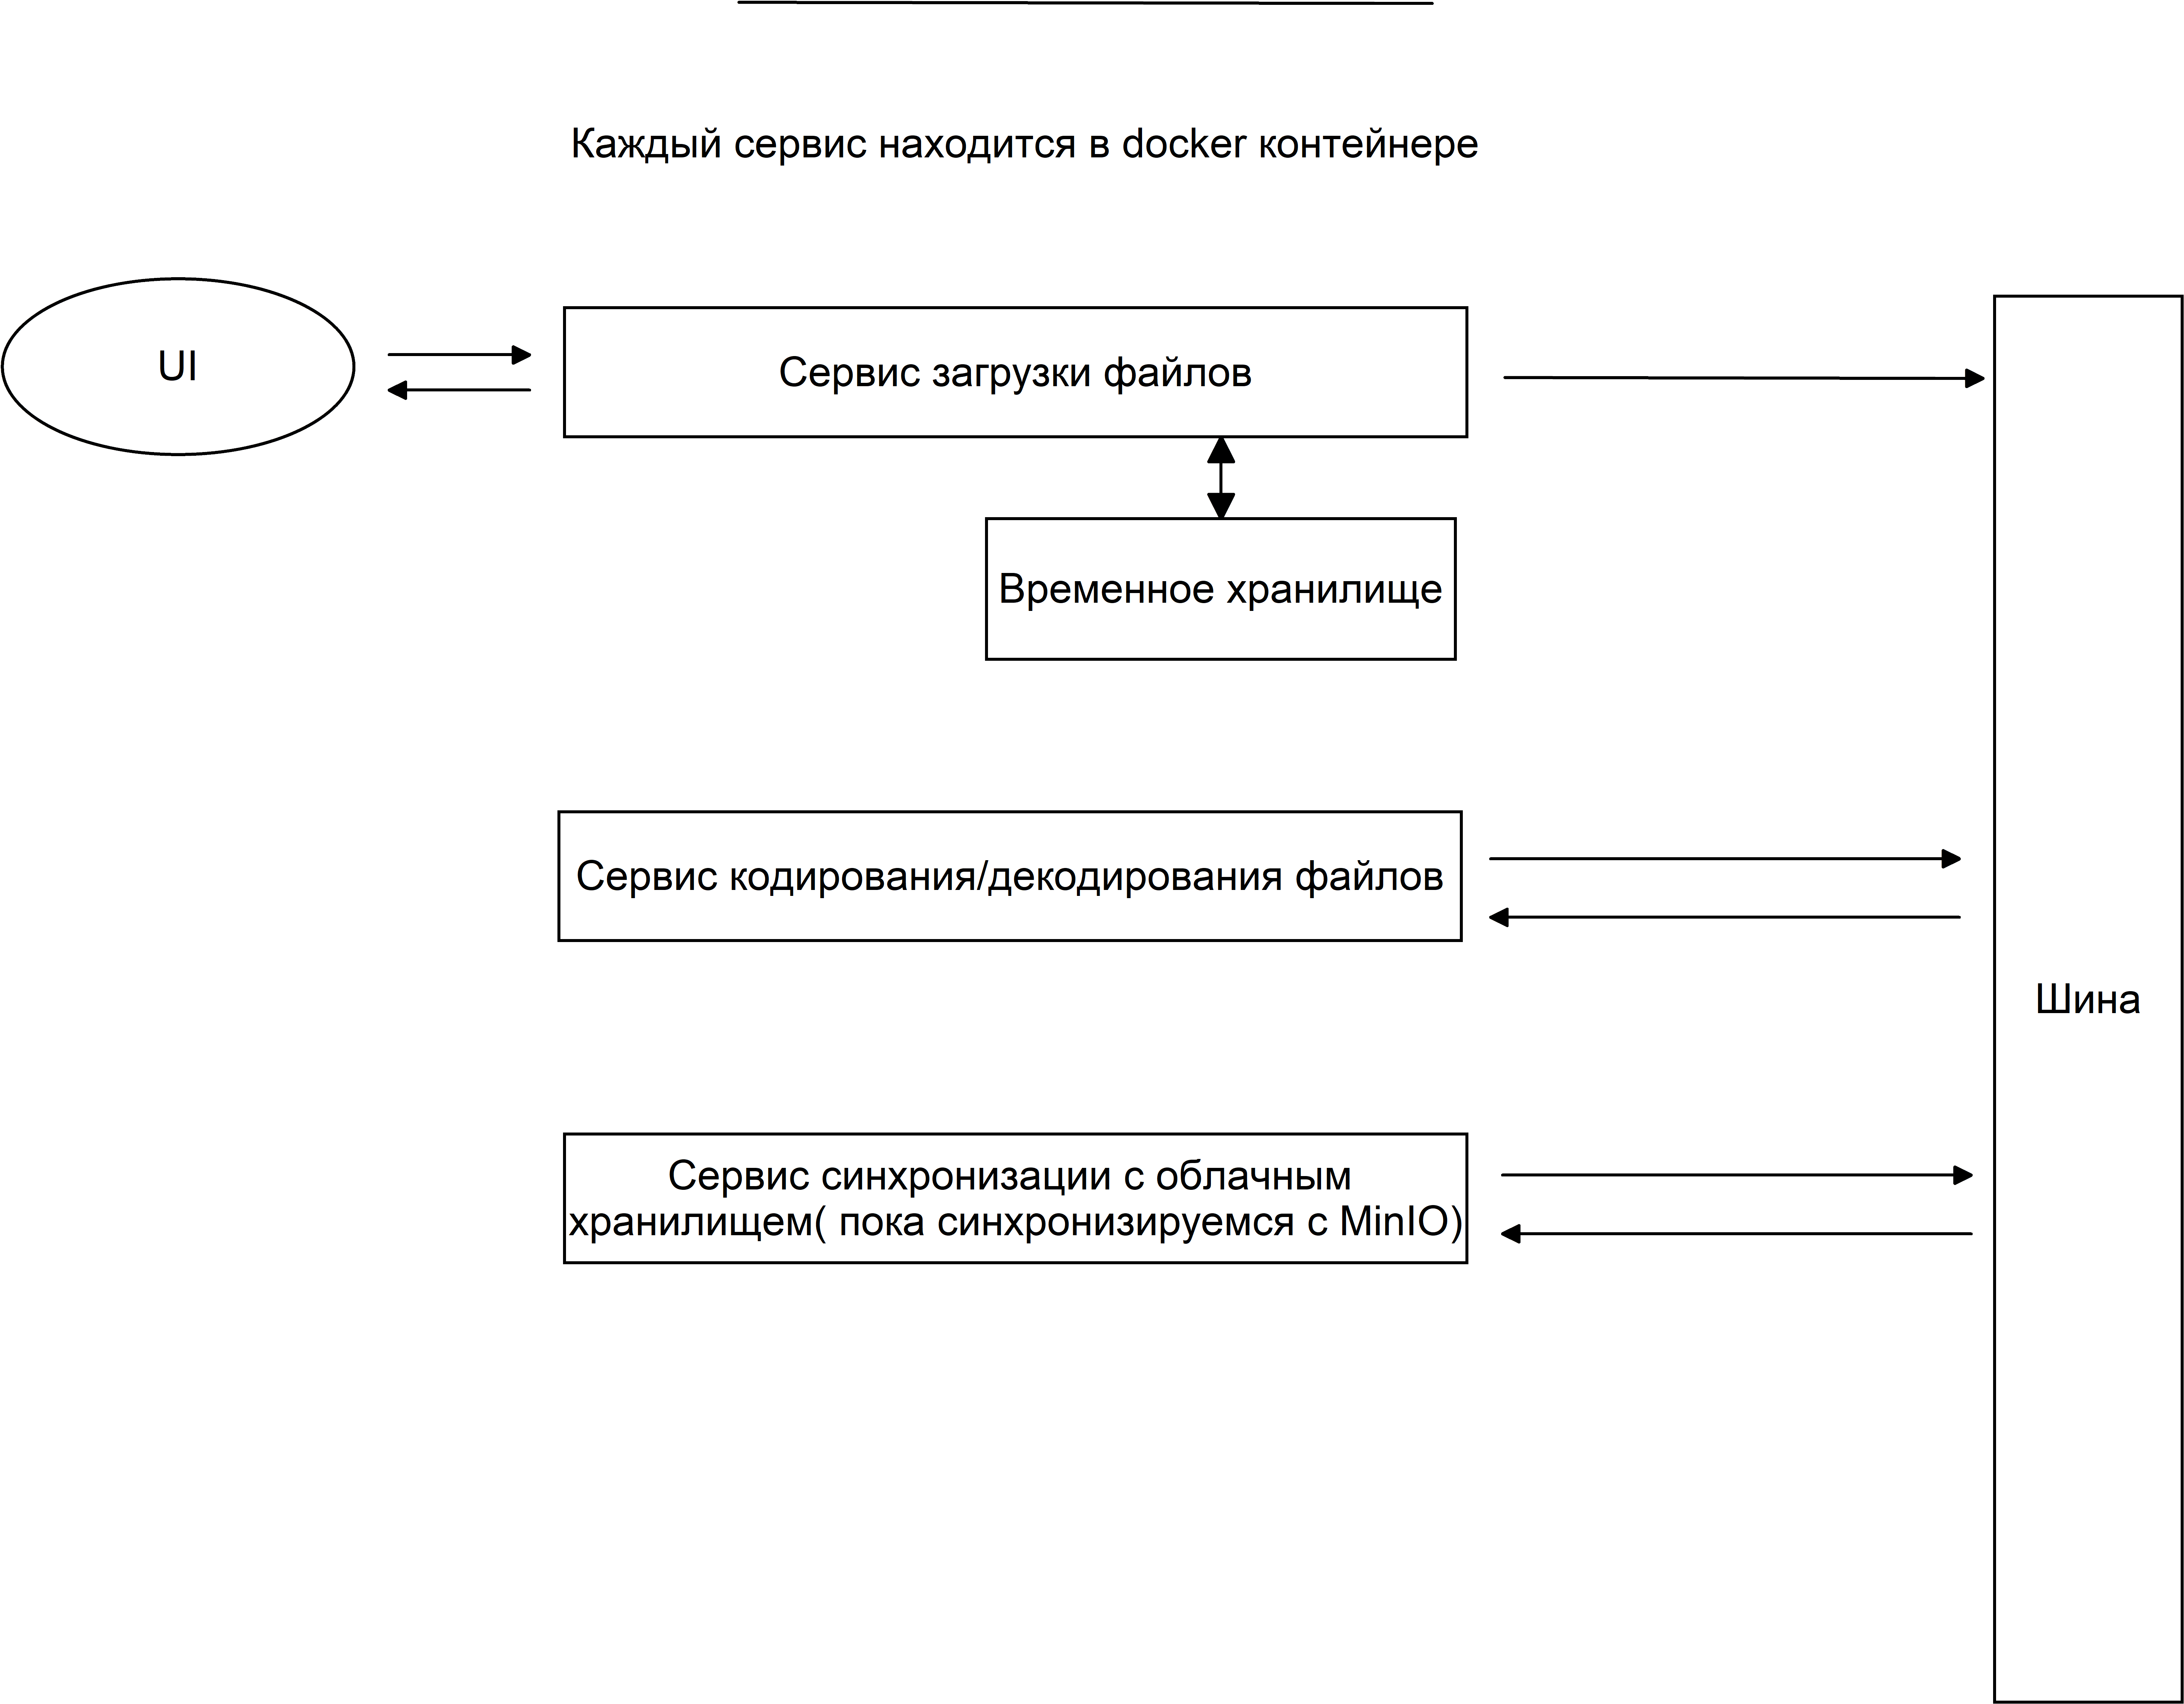 Каждый сервис находится в docker контейнере
UI
Сервис загрузки файлов
Временное хранилище
Сервис кодирования/декодирования файлов
Шина
Сервис синхронизации с облачным
хранилищем( пока синхронизируемся с MinIO)